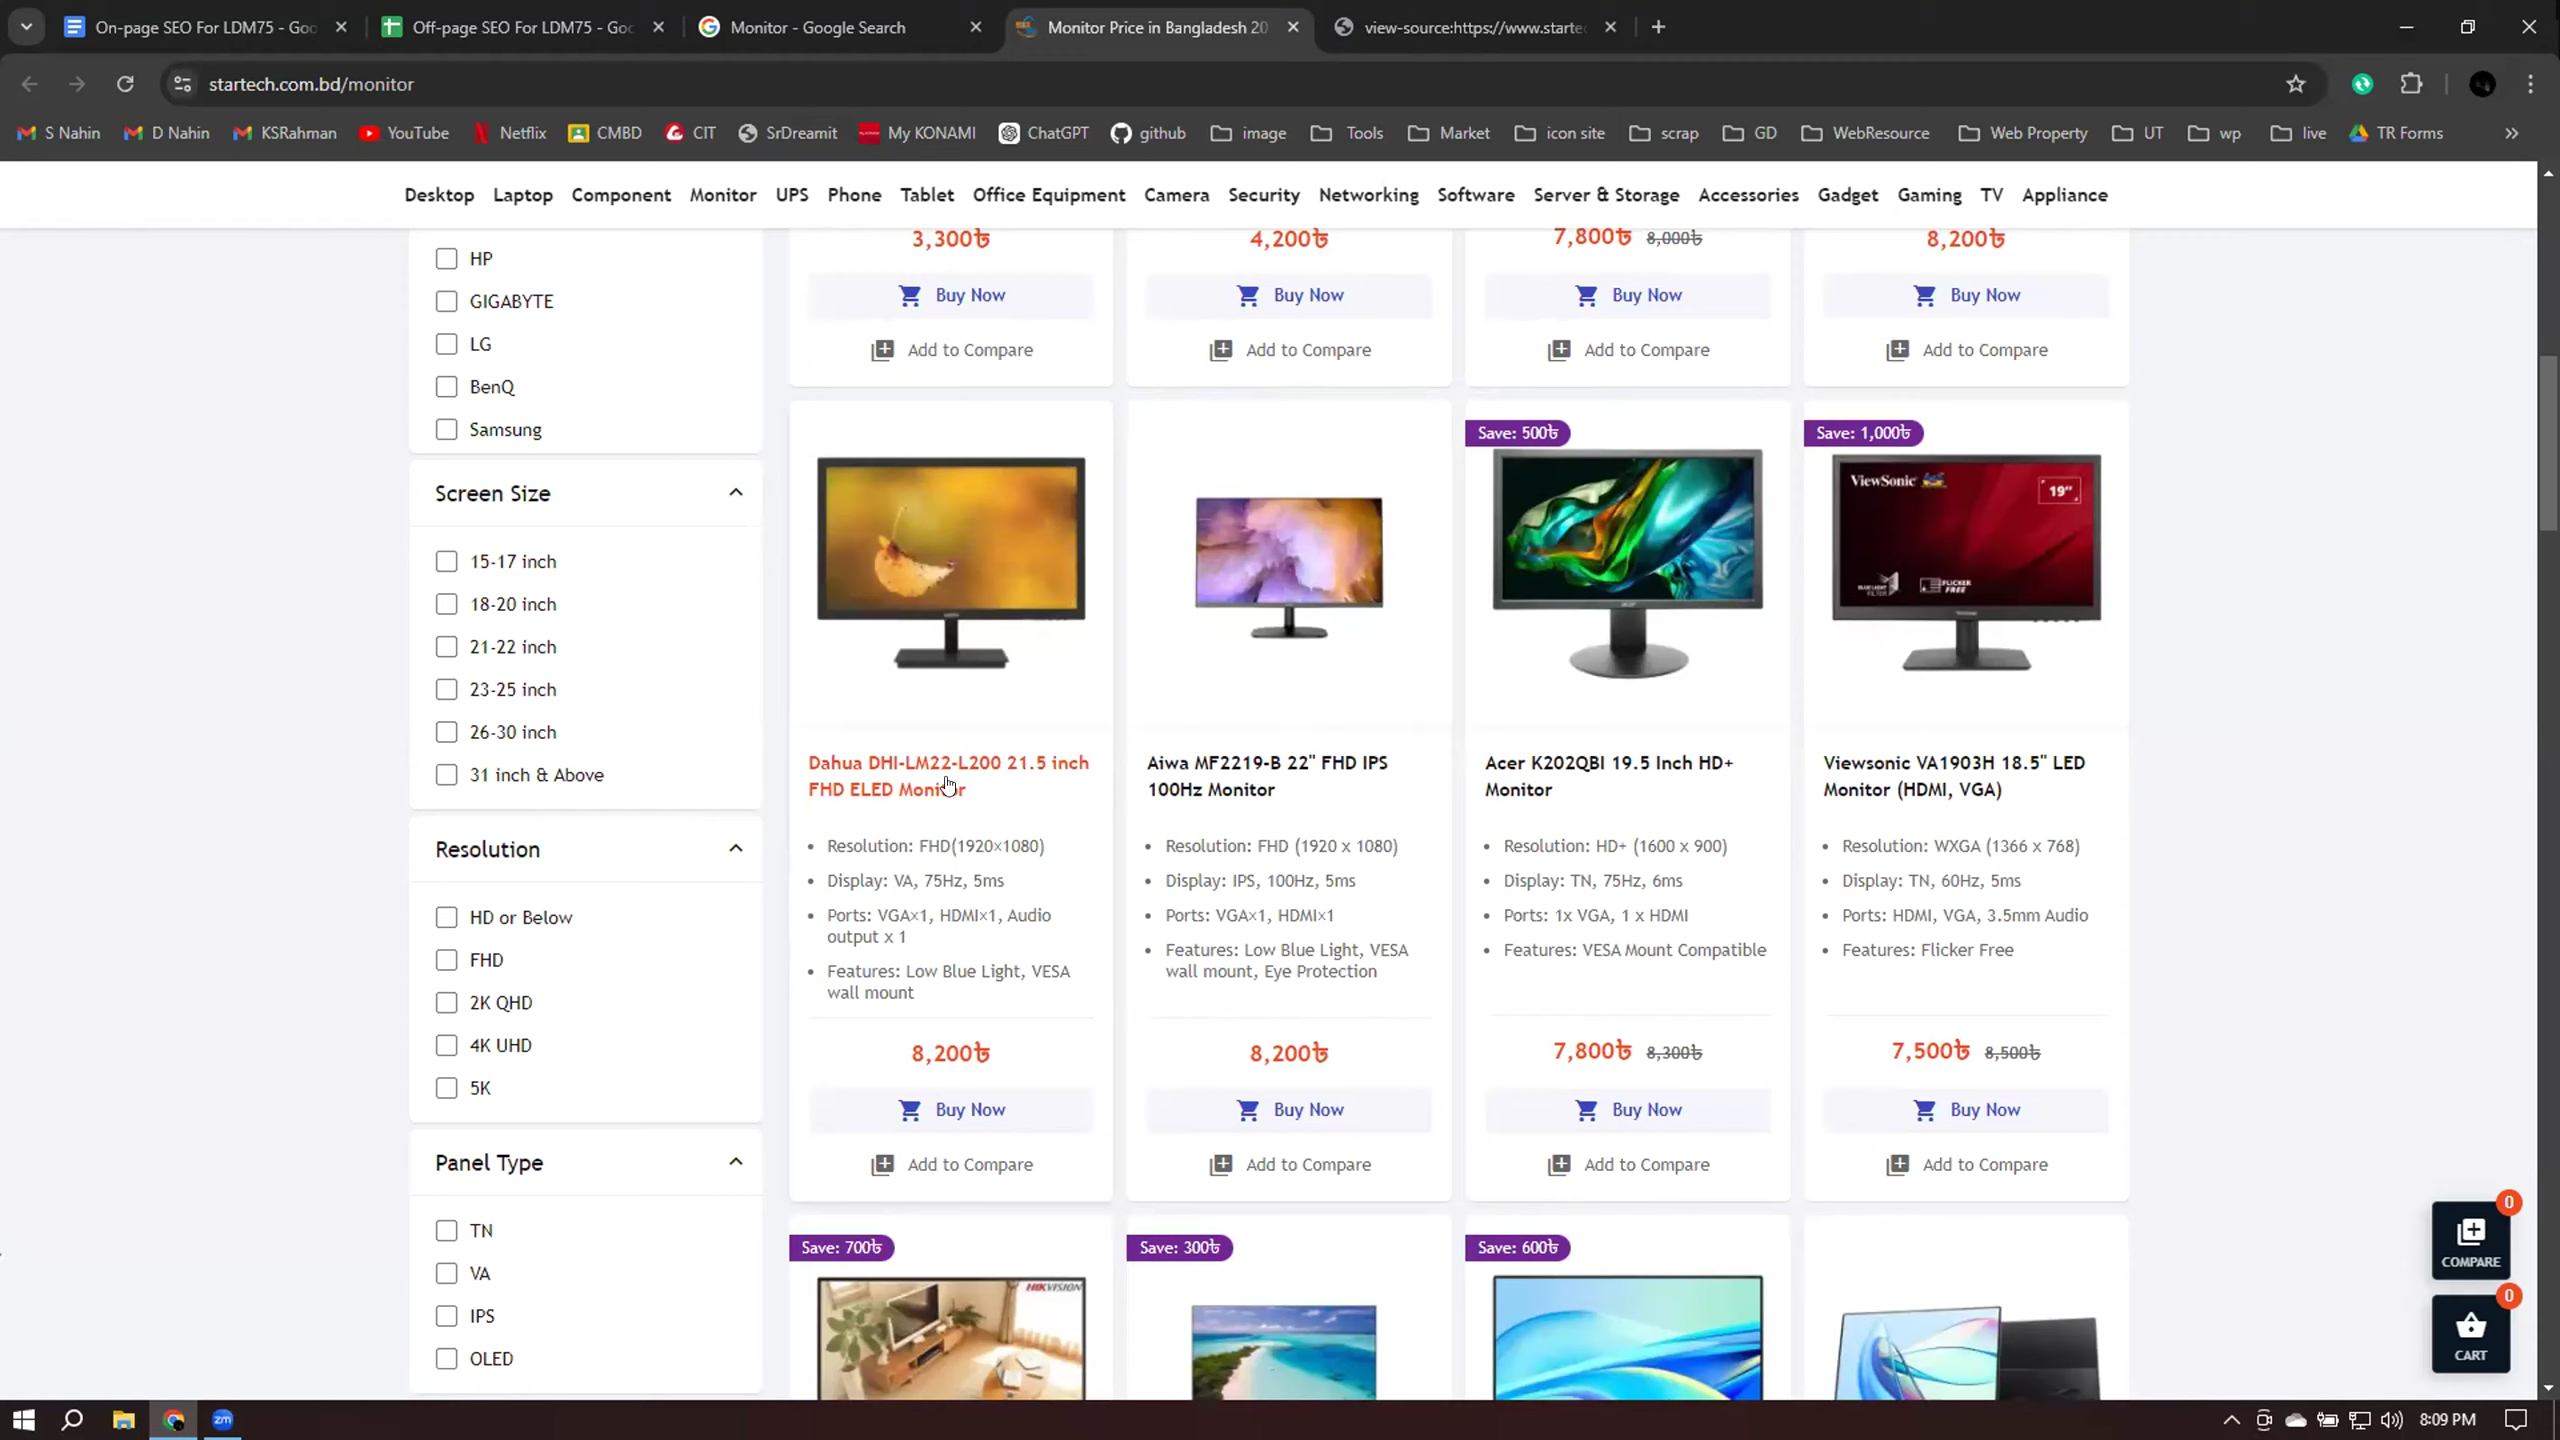 On-page SEO For LDM75 - Goo
Off-page SEO For LDM75 - Goo
Monitor - Google Search
Monitor Price in Bangladesh 20
view-source:https://www.starte
startech.com.bd/monitor
S Nahin
D Nahin
KSRahman
YouTube
Netflix
CMBD
CIT
SrDreamit
My KONAMI
ChatGPT
github
image
Tools
Market
icon site
scrap
GD
WebResource
Web Property
UT
wp
live
TR Forms
Desktop Laptop Component Monitor UPS Phone Tablet Office Equipment Camera Security Networking Software Server & Storage Accessories Gadget Gaming TV Appliance
HP
GIGABYTE
LG
BenQ
Samsung
Screen Size
15-17 inch
18-20 inch
21-22 inch
23-25 inch
26-30 inch
31 inch & Above
Resolution
HD or Below
FHD
2K QHD
4K UHD
5K
Panel Type
TN
VA
IPS
OLED
3,300৳
Buy Now
Add to Compare
4,200৳
Buy Now
Add to Compare
7,800৳ 8,000৳
Buy Now
Add to Compare
8,200৳
Buy Now
Add to Compare
Dahua DHI-LM22-L200 21.5 inch
FHD ELED Monitor
Resolution: FHD(1920×1080)
Display: VA, 75Hz, 5ms
Ports: VGA×1, HDMI×1, Audio
output x 1
Features: Low Blue Light, VESA
wall mount
8,200৳
Buy Now
Add to Compare
Aiwa MF2219-B 22" FHD IPS
100Hz Monitor
Resolution: FHD (1920 x 1080)
Display: IPS, 100Hz, 5ms
Ports: VGA×1, HDMI×1
Features: Low Blue Light, VESA
wall mount, Eye Protection
8,200৳
Buy Now
Add to Compare
Save: 500৳
Acer K202QBI 19.5 Inch HD+
Monitor
Resolution: HD+ (1600 x 900)
Display: TN, 75Hz, 6ms
Ports: 1x VGA, 1 x HDMI
Features: VESA Mount Compatible
7,800৳ 8,300৳
Buy Now
Add to Compare
Save: 1,000৳
ViewSonic
19"
FLICKER
FREE
Viewsonic VA1903H 18.5" LED
Monitor (HDMI, VGA)
Resolution: WXGA (1366 x 768)
Display: TN, 60Hz, 5ms
Ports: HDMI, VGA, 3.5mm Audio
Features: Flicker Free
7,500৳ 8,500৳
Buy Now
Add to Compare
Save: 700৳
HIKVISION
Save: 300৳
Save: 600৳
0
COMPARE
0
CART
zm
8:09 PM